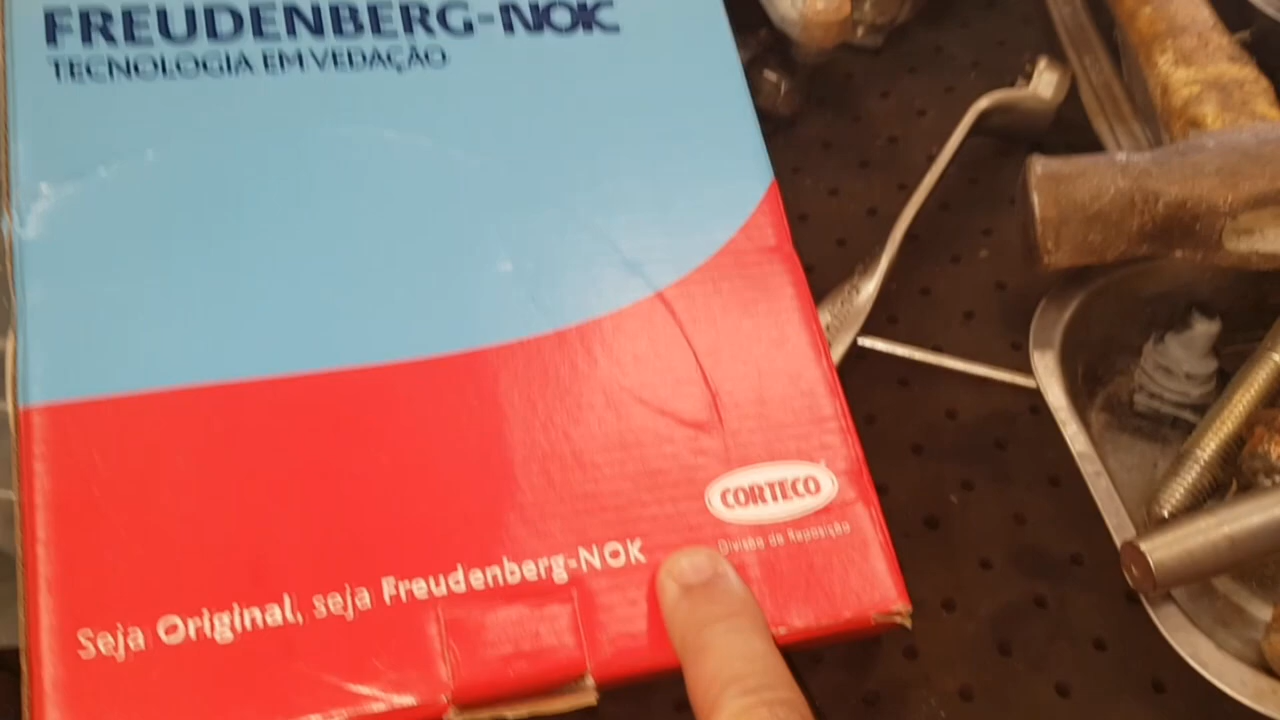 FREUDENBERG-NOK
TECNOLOGIA EM VEDAÇÃO
CORTECO
Divisão de Reposição
Seja Original, seja Freudenberg-NOK